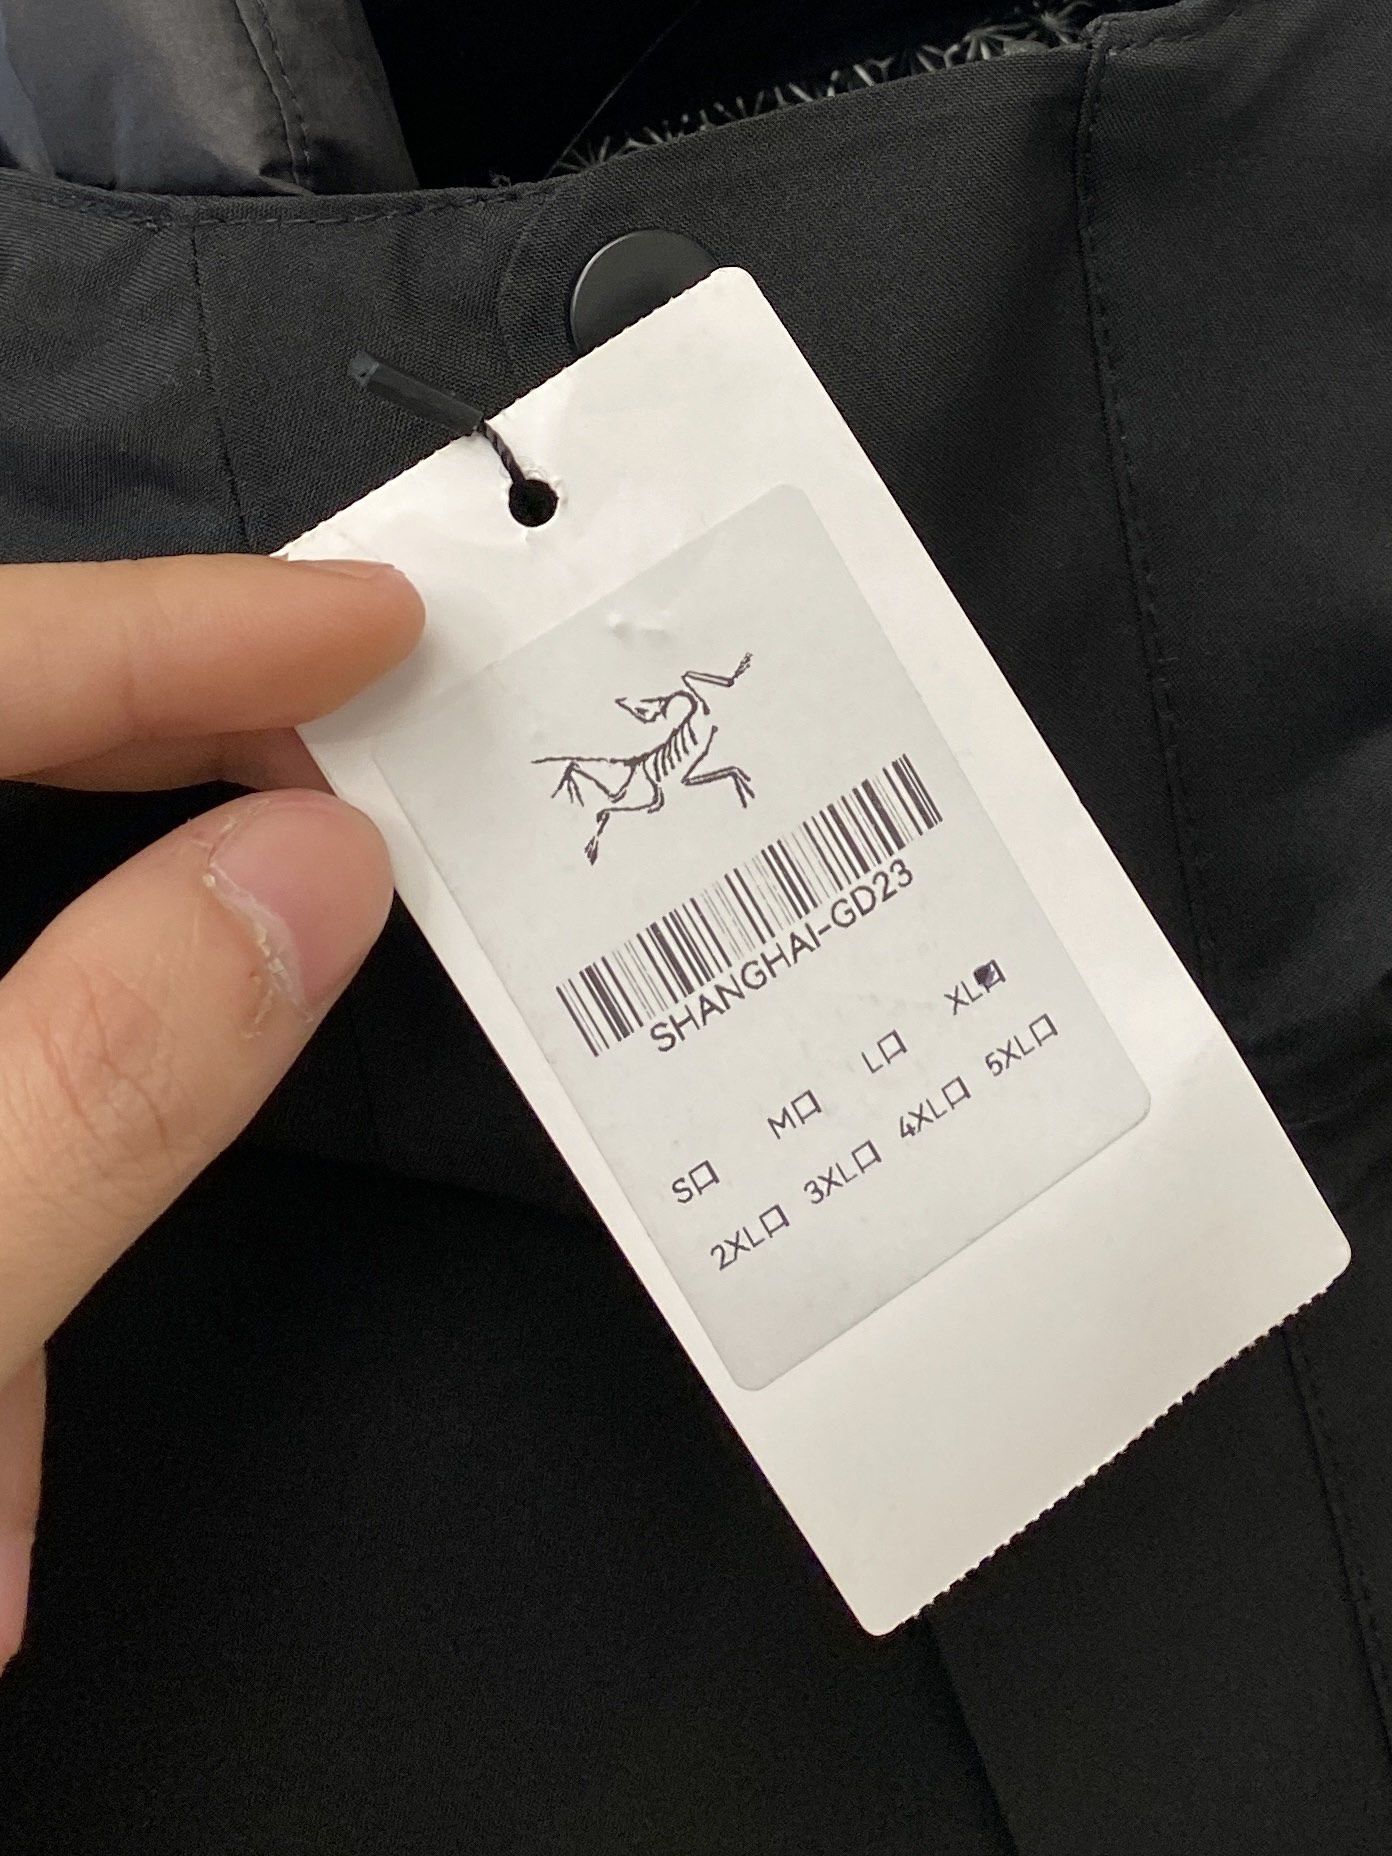 SHANGHAI-GD23
S☐ M☐ L☐ XL☑
2XL☐ 3XL☐ 4XL☐ 5XL☐